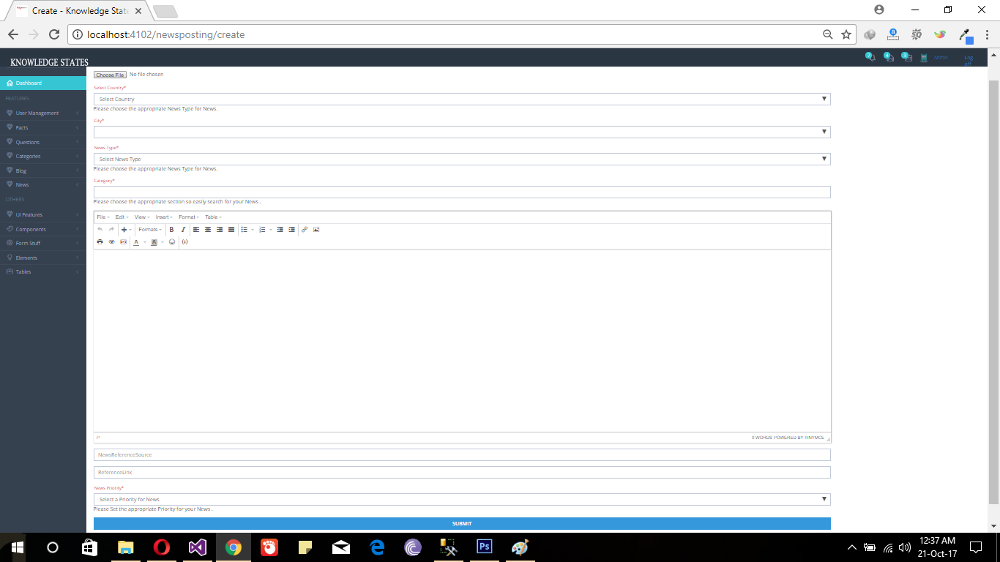 Create - Knowledge State
localhost:4102/newsposting/create
KNOWLEDGE STATES
7
4
3
Admin
Log off
Dashboard
FEATURES
User Management
Facts
Questions
Categories
Blog
News
OTHERS
UI Features
Components
Form Stuff
Elements
Tables
Choose File No file chosen
Select Country*
Select Country
Please choose the appropriate News Type for News.
City*
News Type*
Select News Type
Please choose the appropriate News Type for News.
Category*
Please choose the appropriate section so easily search for your News .
File Edit View Insert Format Table
Formats B I
A A
P
0 WORDS POWERED BY TINYMCE
NewsReferenceSource
ReferenceLink
News Priority*
Select a Priority for News
Please Set the appropriate Priority for your News .
SUBMIT
Ps
12:37 AM
21-Oct-17